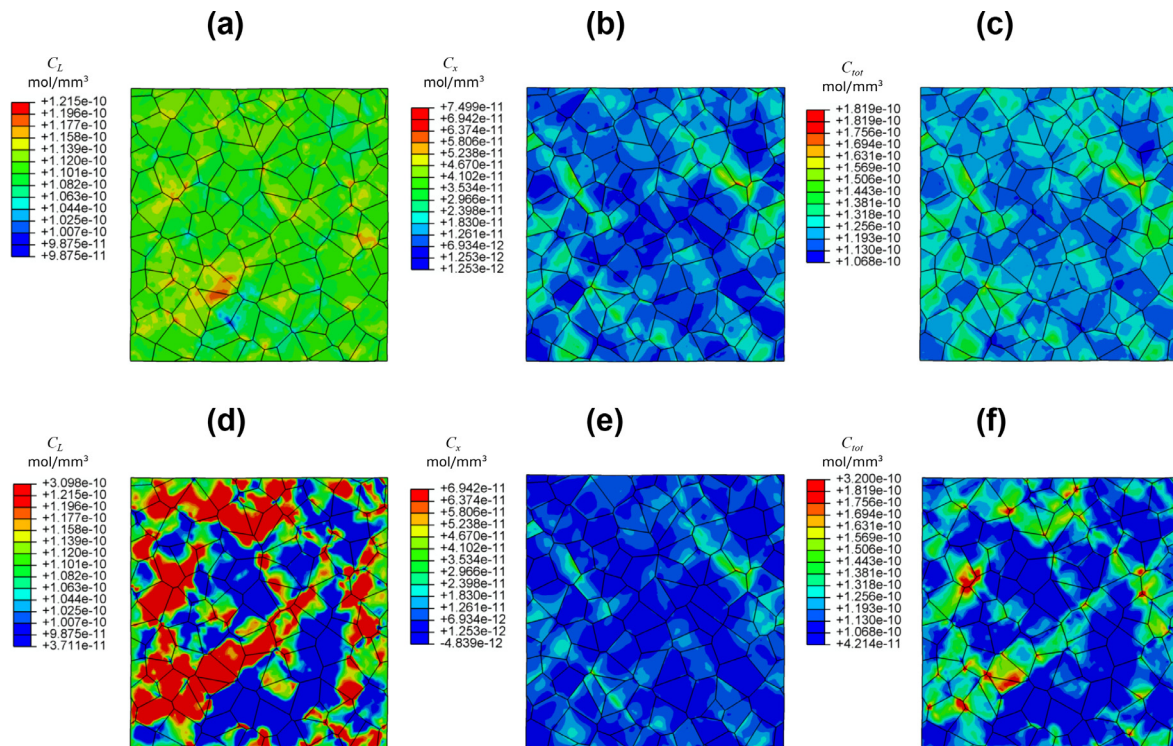 (a)
C_L
mol/mm³
+1.215e-10
+1.196e-10
+1.177e-10
+1.158e-10
+1.139e-10
+1.120e-10
+1.101e-10
+1.082e-10
+1.063e-10
+1.044e-10
+1.025e-10
+1.007e-10
+9.875e-11
(b)
C_x
mol/mm³
+7.499e-11
+6.942e-11
+6.374e-11
+5.806e-11
+5.238e-11
+4.670e-11
+4.102e-11
+3.534e-11
+2.966e-11
+2.398e-11
+1.830e-11
+1.261e-11
+6.934e-12
+1.253e-12
+1.253e-12
(c)
C_tot
mol/mm³
+1.819e-10
+1.819e-10
+1.756e-10
+1.694e-10
+1.631e-10
+1.569e-10
+1.506e-10
+1.443e-10
+1.381e-10
+1.318e-10
+1.256e-10
+1.193e-10
+1.130e-10
+1.068e-10
(d)
C_L
mol/mm³
+3.098e-10
+1.215e-10
+1.196e-10
+1.177e-10
+1.158e-10
+1.139e-10
+1.120e-10
+1.101e-10
+1.082e-10
+1.063e-10
+1.044e-10
+1.025e-10
+1.007e-10
+9.875e-11
+3.711e-11
(e)
C_x
mol/mm³
+6.942e-11
+6.374e-11
+5.806e-11
+5.238e-11
+4.670e-11
+4.102e-11
+3.534e-11
+2.966e-11
+2.398e-11
+1.830e-11
+1.261e-11
+6.934e-12
+1.253e-12
-4.839e-12
(f)
C_tot
mol/mm³
+3.200e-10
+1.819e-10
+1.756e-10
+1.694e-10
+1.631e-10
+1.569e-10
+1.506e-10
+1.443e-10
+1.381e-10
+1.318e-10
+1.256e-10
+1.193e-10
+1.130e-10
+1.068e-10
+4.214e-11